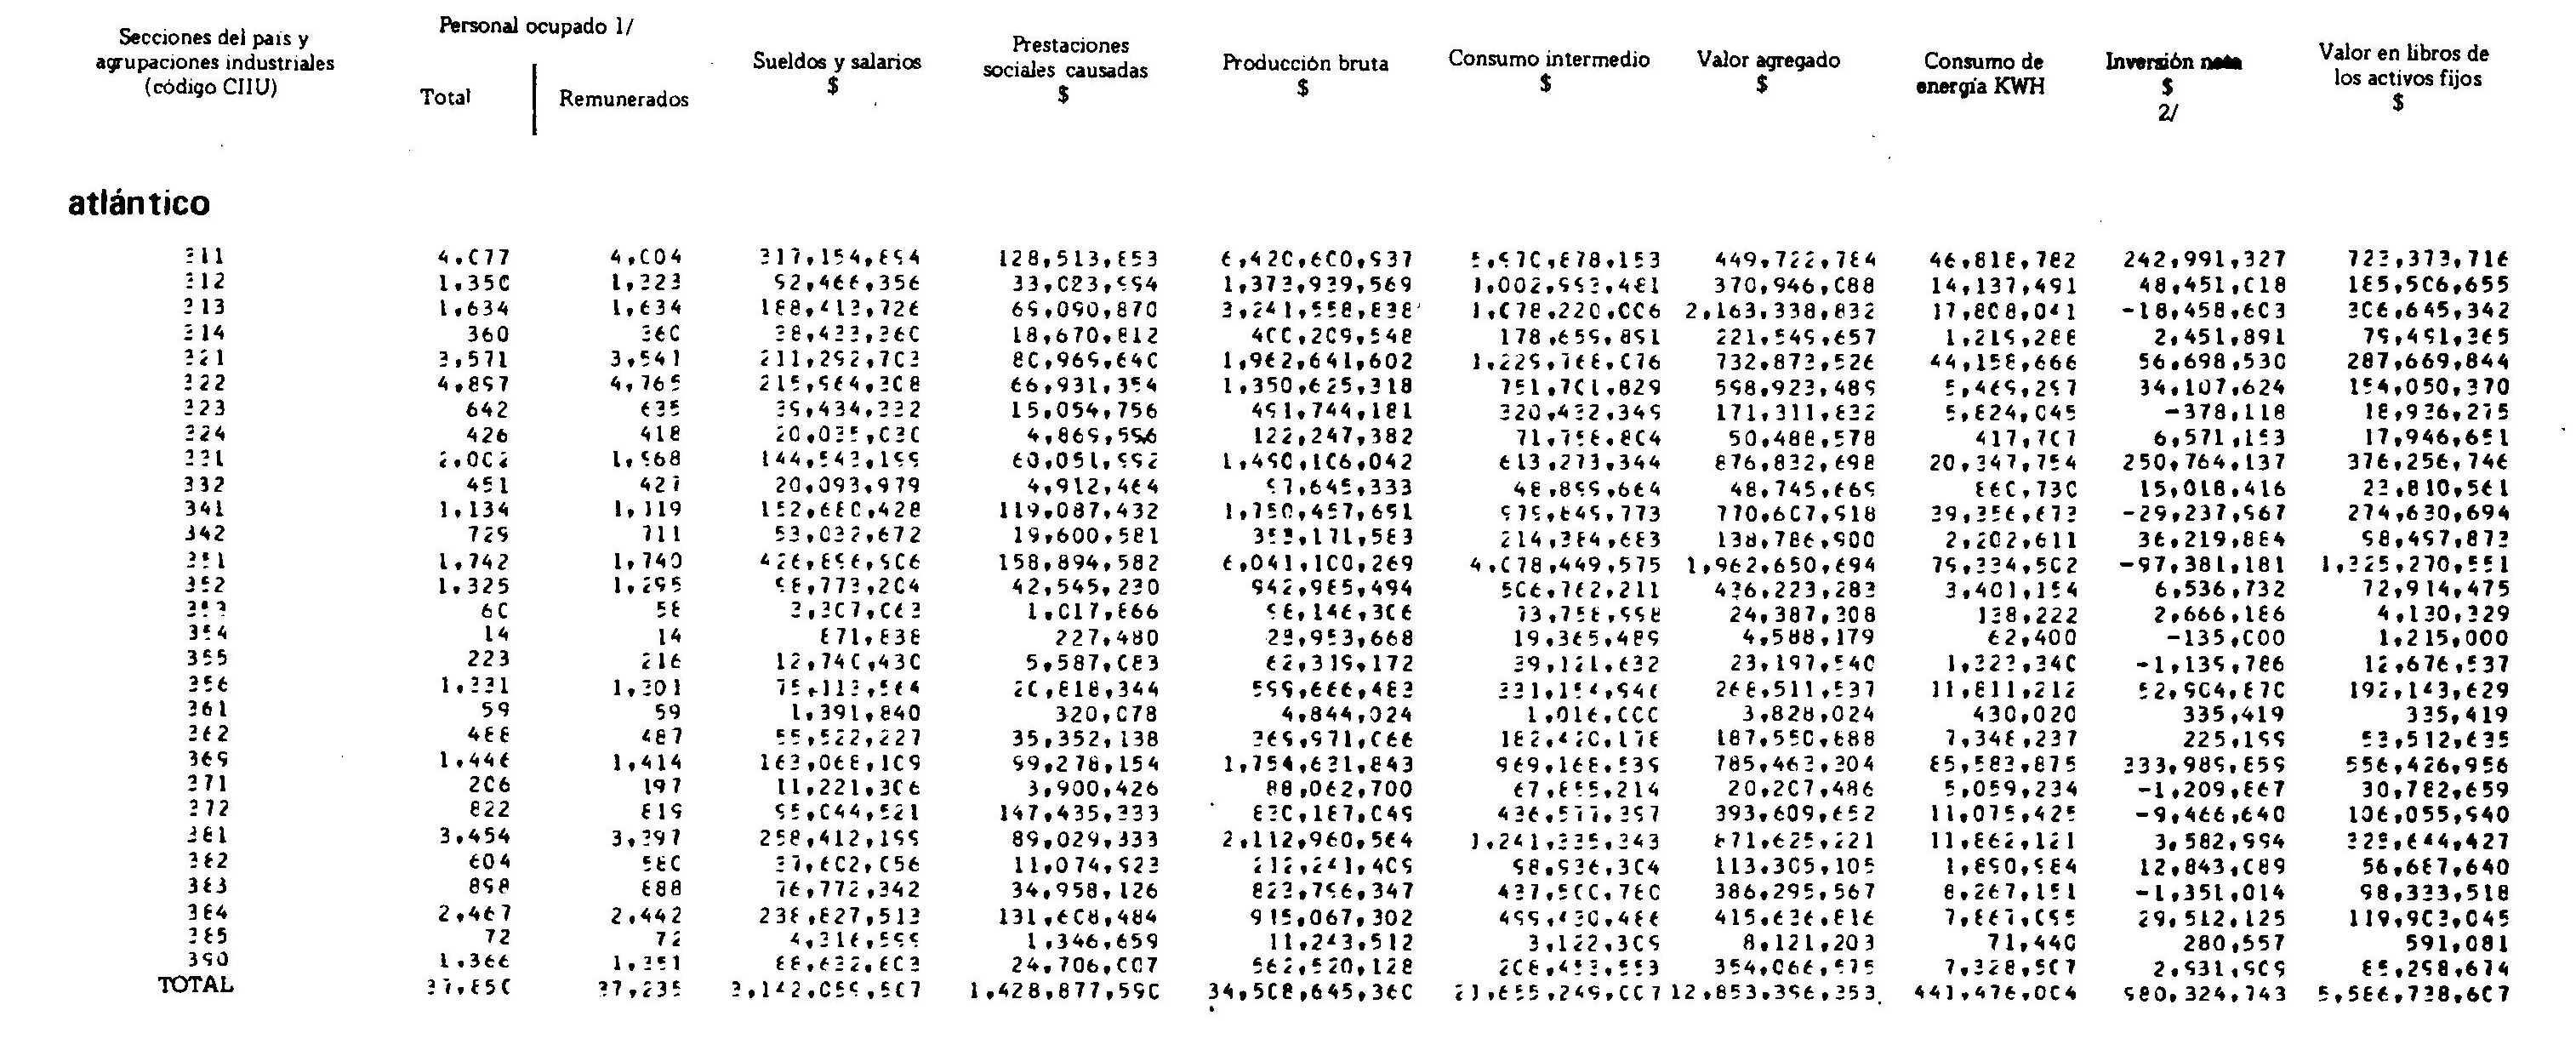 Personal ocupado 1/
Secciones del país y agrupaciones industriales (código CIIU)
Total
Remunerados
Sueldos y salarios $
Prestaciones sociales causadas $
Producción bruta $
Consumo intermedio $
Valor agregado $
Consumo de energía KWH
Inversión neta $ 2/
Valor en libros de los activos fijos $
atlántico
311 4,077 4,004 317,154,894 128,513,853 6,420,600,937 5,970,878,153 449,722,784 46,818,782 242,991,327 723,373,716
312 1,350 1,323 92,466,356 33,023,994 1,373,939,569 1,002,993,481 370,946,088 14,137,491 48,451,018 185,506,655
313 1,634 1,634 188,413,726 69,090,870 3,241,558,838 1,078,220,006 2,163,338,832 17,808,041 -18,458,603 306,645,342
314 360 360 38,433,360 18,670,812 400,209,548 178,659,891 221,549,657 1,219,288 2,451,891 79,491,365
321 3,571 3,541 211,292,703 80,969,640 1,962,641,602 1,229,768,076 732,873,526 44,158,666 56,698,530 287,669,844
322 4,897 4,765 215,964,308 66,931,354 1,350,625,318 751,701,829 598,923,489 5,469,297 34,107,624 154,050,370
323 642 635 39,434,332 15,054,756 491,744,181 320,432,349 171,311,832 5,824,045 -378,118 18,936,275
324 426 418 20,035,030 4,869,596 122,247,382 71,758,804 50,488,578 417,707 6,571,153 17,946,651
331 2,002 1,968 144,543,199 60,051,992 1,490,106,042 613,273,344 876,832,698 20,347,754 250,764,137 376,256,746
332 451 427 20,093,979 4,912,464 97,645,333 48,899,664 48,745,669 860,730 15,018,416 23,810,561
341 1,134 1,119 152,680,428 119,087,432 1,750,457,691 979,849,773 770,607,918 39,356,673 -29,237,967 274,630,694
342 729 711 53,032,672 19,600,581 353,171,583 214,384,683 138,786,900 2,202,611 36,219,884 98,497,873
351 1,742 1,740 426,896,906 158,894,582 6,041,100,269 4,078,449,575 1,962,650,694 79,334,502 -97,381,181 1,325,270,551
352 1,325 1,295 98,773,204 42,545,230 942,985,494 506,762,211 436,223,283 3,401,154 6,536,732 72,914,475
353 60 58 3,307,063 1,017,866 98,146,306 73,758,998 24,387,308 138,222 2,666,186 4,130,329
354 14 14 871,838 227,480 23,953,668 19,365,489 4,588,179 62,400 -135,000 1,215,000
355 223 216 12,740,430 5,587,083 62,319,172 39,121,632 23,197,540 1,323,340 -1,139,786 12,676,537
356 1,331 1,301 75,113,564 20,818,344 599,666,483 331,154,946 268,511,537 11,811,212 52,904,870 192,143,629
361 59 59 1,391,840 320,078 4,844,024 1,016,000 3,828,024 430,020 335,419 335,419
362 488 487 55,522,227 35,352,138 369,971,066 182,420,178 187,550,888 7,348,237 225,199 53,512,635
369 1,446 1,414 163,068,109 99,278,154 1,754,631,843 969,168,539 785,463,304 85,583,875 333,989,859 556,426,956
371 206 197 11,221,306 3,900,426 88,062,700 67,855,214 20,207,486 5,059,234 -1,209,867 30,782,659
372 822 819 95,044,521 147,435,333 830,187,049 436,577,397 393,609,652 11,075,425 -9,466,640 106,055,940
381 3,454 3,397 258,412,199 89,029,333 2,112,960,564 1,241,335,343 871,625,221 11,862,121 3,582,994 325,644,427
382 604 580 37,602,056 11,074,923 212,241,409 98,936,304 113,305,105 1,890,984 12,843,089 56,687,640
383 898 888 76,772,342 34,958,126 823,796,347 437,500,780 386,295,567 8,267,151 -1,351,014 98,333,518
384 2,467 2,442 238,827,513 131,608,484 915,067,302 499,430,486 415,636,816 7,867,095 29,512,125 119,903,045
385 72 72 4,316,599 1,346,659 11,243,512 3,122,309 8,121,203 71,440 280,557 591,081
390 1,366 1,351 88,632,603 24,706,007 562,520,128 208,453,553 354,066,575 7,328,507 2,931,909 85,298,674
TOTAL 37,850 37,235 3,142,059,507 1,428,877,590 34,508,645,360 21,655,249,007 12,853,396,353 441,476,004 980,324,743 5,586,738,607